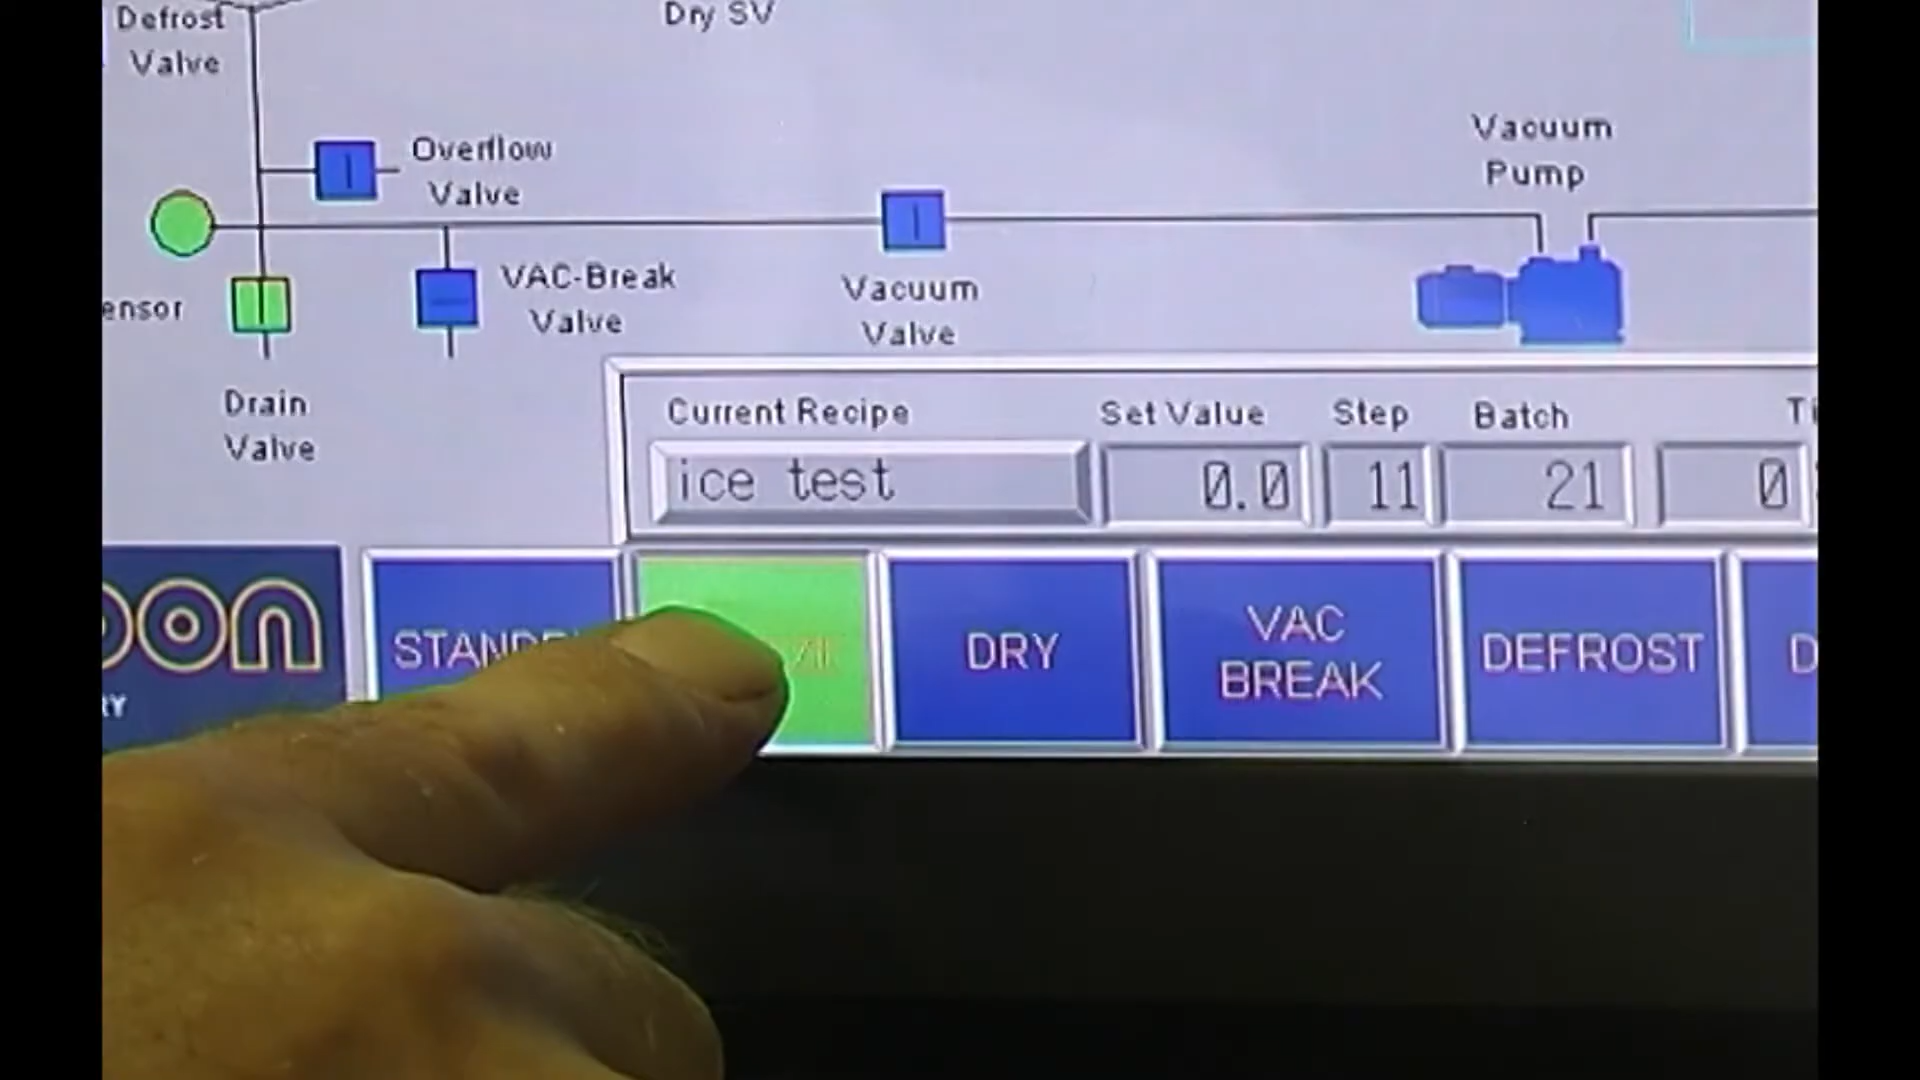 Defrost
Valve
Dry SV
Overflow
Valve
Vacuum
Pump
VAC-Break
Valve
Vacuum
Valve
Drain
Valve
Current Recipe
Set Value
Step
Batch
ice test
0.0
11
21
0
DRY
VAC
BREAK
DEFROST